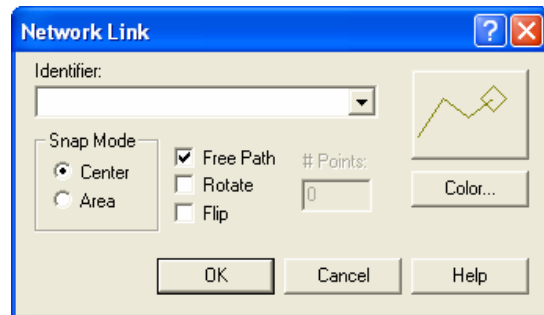 Network Link
Identifier:
Snap Mode
Center
Area
Free Path
Rotate
Flip
# Points:
0
Color...
OK
Cancel
Help